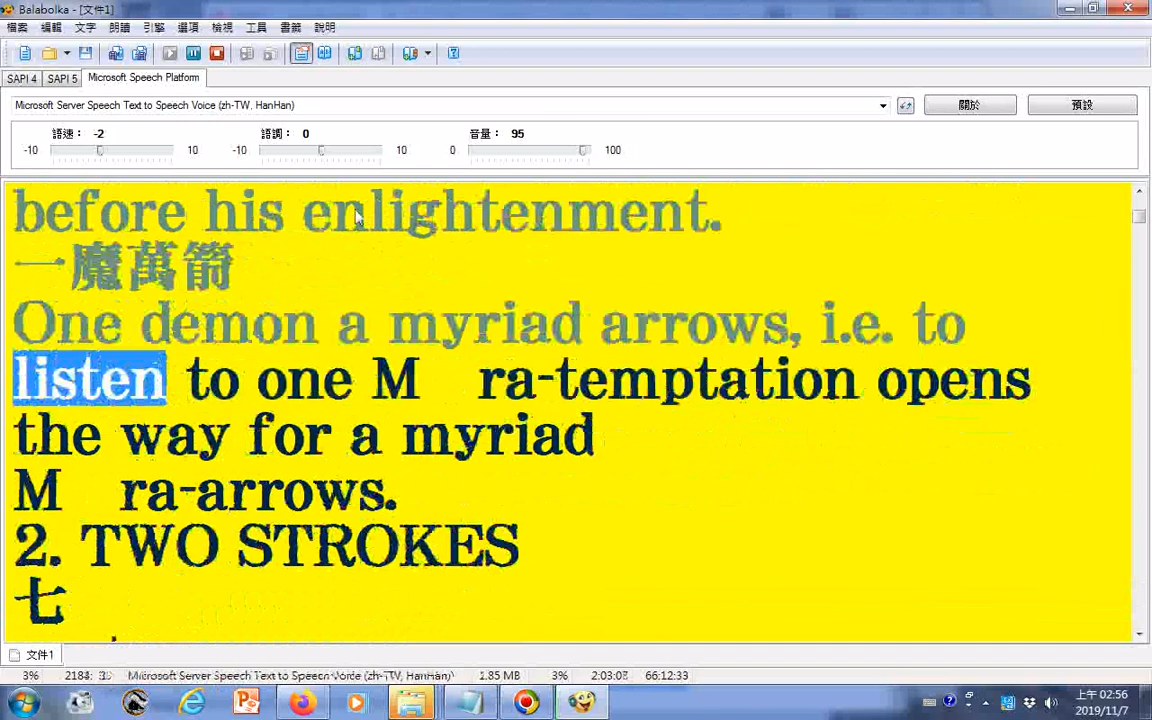 Balabolka - [文件1]
檔案 編輯 文字 朗讀 引擎 選項 檢視 工具 書籤 說明
SAPI 4 SAPI 5 Microsoft Speech Platform
Microsoft Server Speech Text to Speech Voice (zh-TW, HanHan) 關於 預設
語速： -2 語調： 0 音量： 95
-10 10 -10 10 0 100
before his enlightenment.
一魔萬箭
One demon a myriad arrows, i.e. to
listen to one M ra-temptation opens
the way for a myriad
M ra-arrows.
2. TWO STROKES
七
文件1
3% Microsoft Server Speech Text to Speech Voice (zh-TW, HanHan) 1.85 MB 3% 66:12:33
上午 02:56
2019/11/7